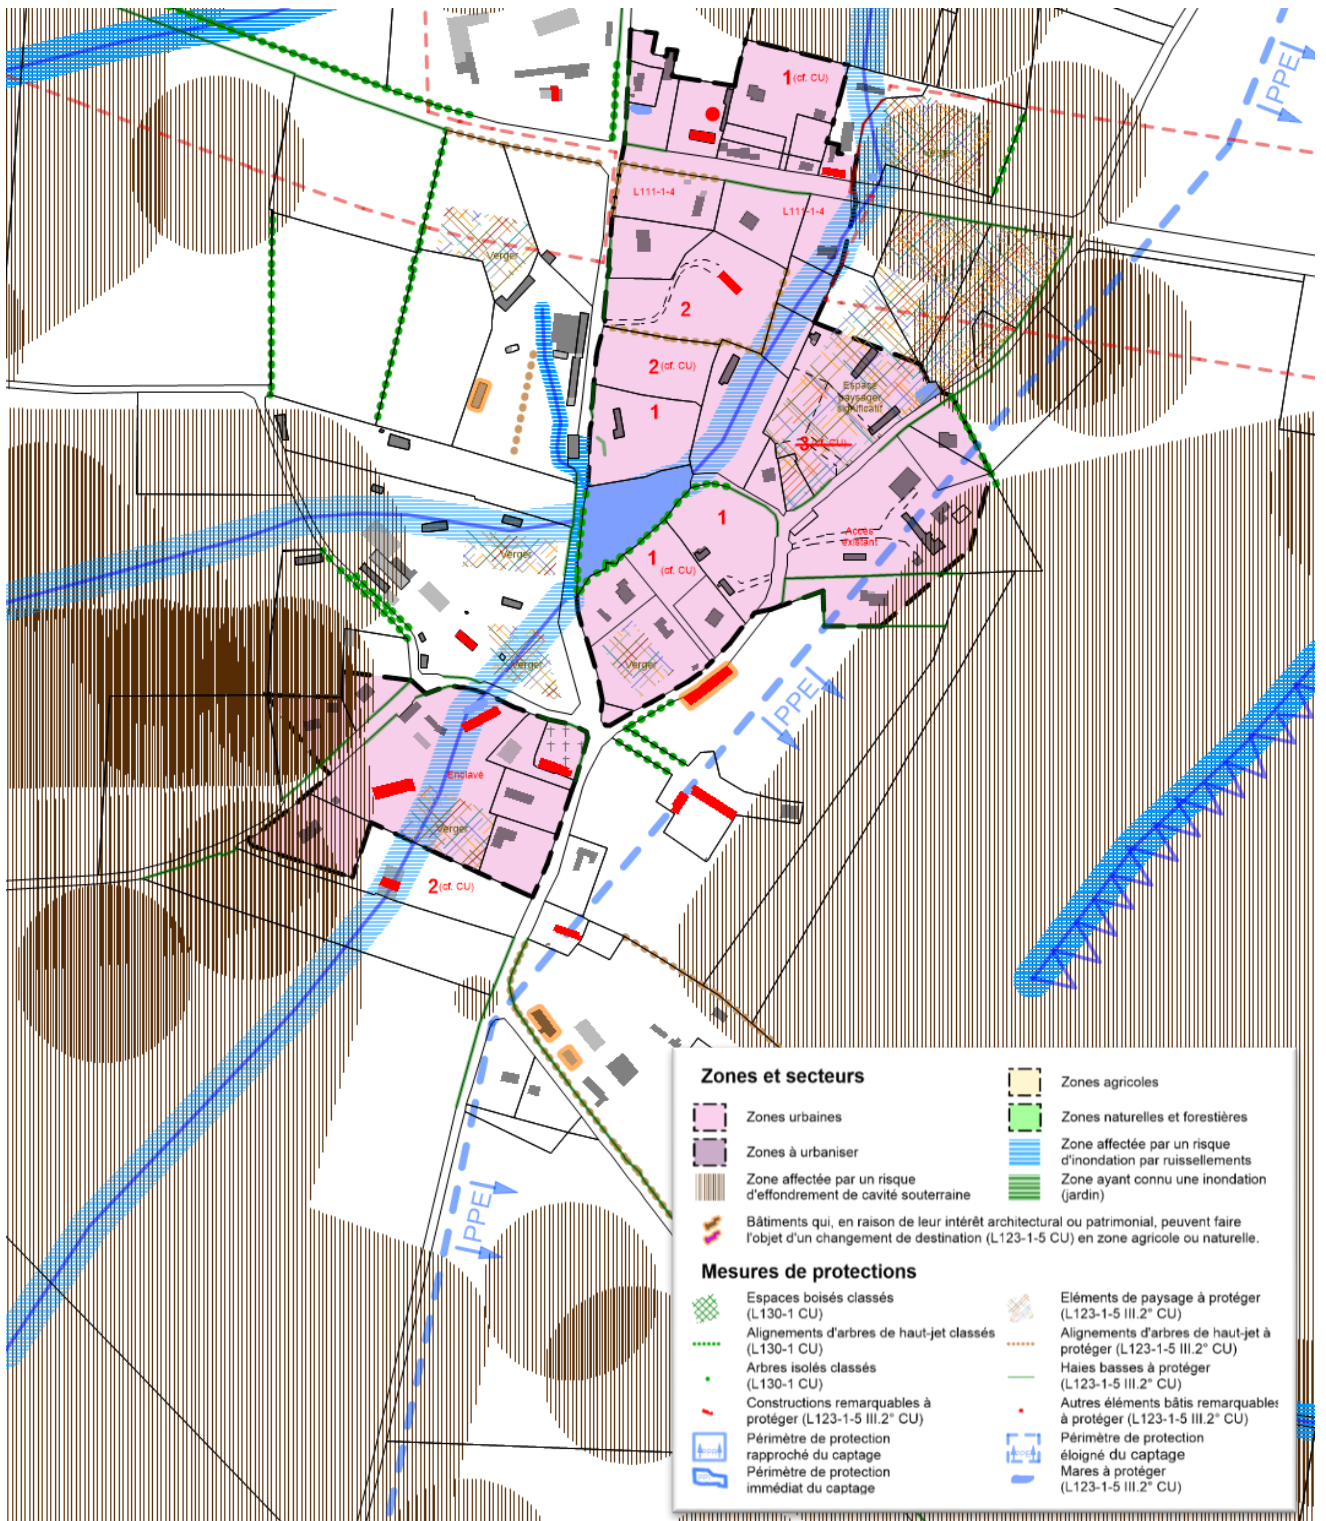 1 (cf. CU)
PPE
Verger
L111-1-4
L111-1-4
Verger
2
2 (cf. CU)
Espace
paysager
significatif
1
3 (cf. CU)
1
Accès
existant
Verger
1
(cf. CU)
Verger
Verger
PPE
Enclavé
Verger
2 (cf. CU)
PPE
Zones et secteurs
Zones urbaines
Zones à urbaniser
Zone affectée par un risque
d'effondrement de cavité souterraine
Zones agricoles
Zones naturelles et forestières
Zone affectée par un risque
d'inondation par ruissellements
Zone ayant connu une inondation
(jardin)
Bâtiments qui, en raison de leur intérêt architectural ou patrimonial, peuvent faire
l'objet d'un changement de destination (L123-1-5 CU) en zone agricole ou naturelle.
Mesures de protections
Espaces boisés classés
(L130-1 CU)
Alignements d'arbres de haut-jet classés
(L130-1 CU)
Arbres isolés classés
(L130-1 CU)
Constructions remarquables à
protéger (L123-1-5 III.2° CU)
Périmètre de protection
rapproché du captage
Périmètre de protection
immédiat du captage
Eléments de paysage à protéger
(L123-1-5 III.2° CU)
Alignements d'arbres de haut-jet à
protéger (L123-1-5 III.2° CU)
Haies basses à protéger
(L123-1-5 III.2° CU)
Autres éléments bâtis remarquables
à protéger (L123-1-5 III.2° CU)
Périmètre de protection
éloigné du captage
Mares à protéger
(L123-1-5 III.2° CU)